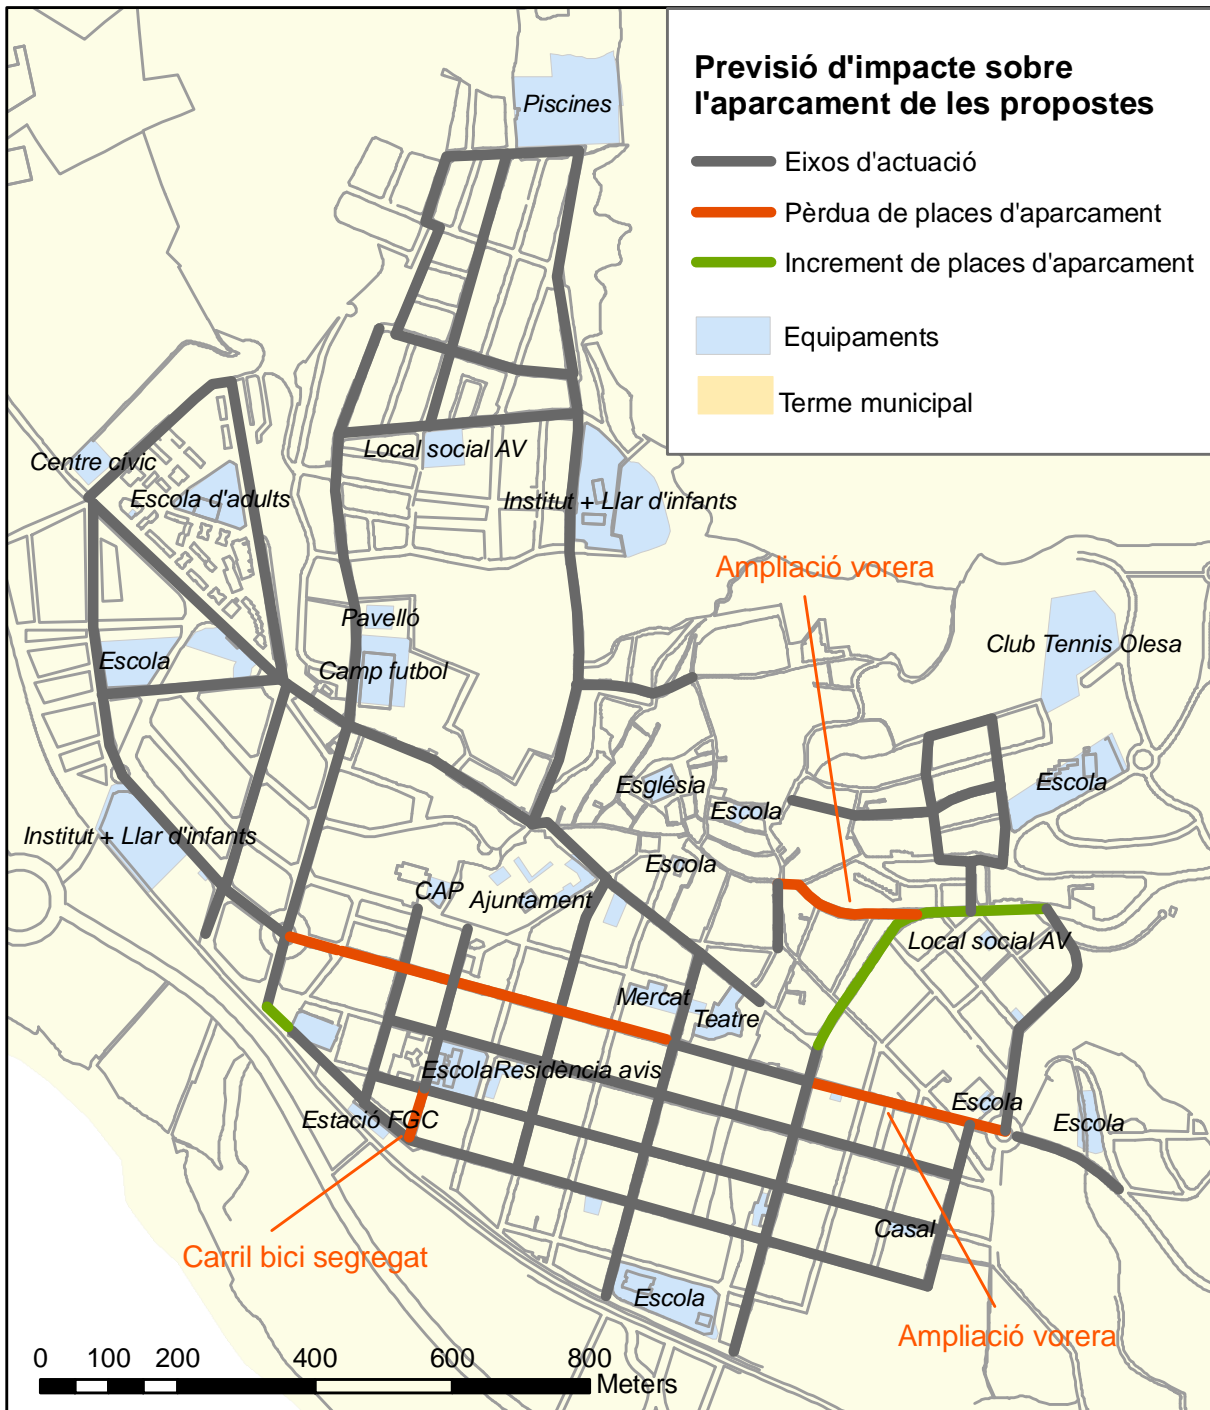 Previsió d'impacte sobre
l'aparcament de les propostes
Eixos d'actuació
Pèrdua de places d'aparcament
Increment de places d'aparcament
Equipaments
Terme municipal
Piscines
Local social AV
Centre cívic
Escola d'adults
Institut + Llar d'infants
Ampliació vorera
Pavelló
Club Tennis Olesa
Escola
Camp futbol
Església
Escola
Escola
Institut + Llar d'infants
Escola
CAP
Ajuntament
Local social AV
Mercat
Teatre
Escola
Residència avis
Escola
Estació FGC
Escola
Casal
Carril bici segregat
Escola
Ampliació vorera
0 100 200 400 600 800
Meters